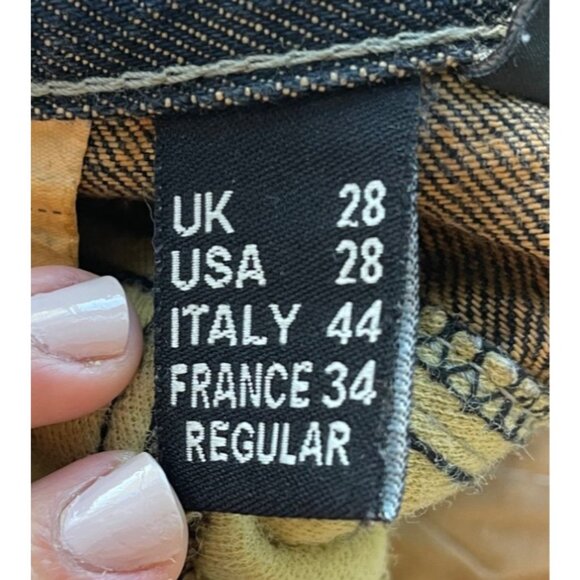 UK 28
USA 28
ITALY 44
FRANCE 34
REGULAR